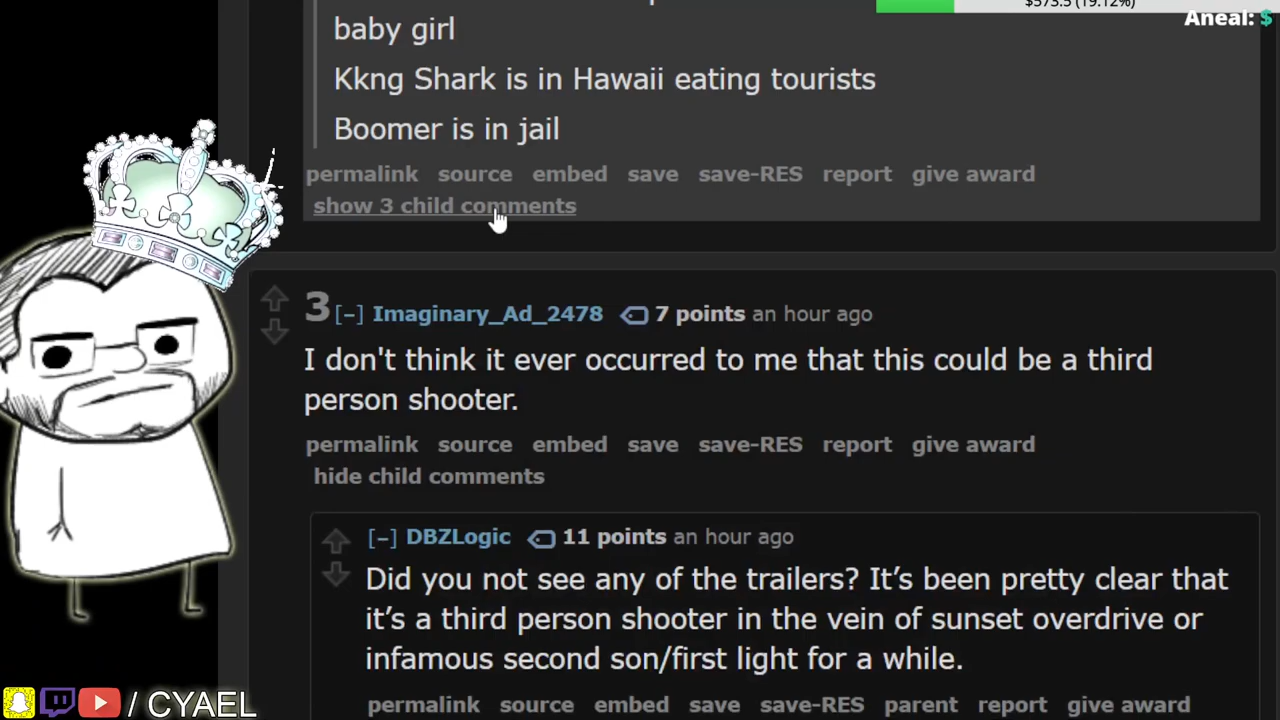 $573.5 (19.12%)
Aneal: $
baby girl
Kkng Shark is in Hawaii eating tourists
Boomer is in jail
permalink source embed save save-RES report give award
show 3 child comments
3 [–] Imaginary_Ad_2478 7 points an hour ago
I don't think it ever occurred to me that this could be a third
person shooter.
permalink source embed save save-RES report give award
hide child comments
[–] DBZLogic 11 points an hour ago
Did you not see any of the trailers? It’s been pretty clear that
it’s a third person shooter in the vein of sunset overdrive or
infamous second son/first light for a while.
permalink source embed save save-RES parent report give award
/ CYAEL